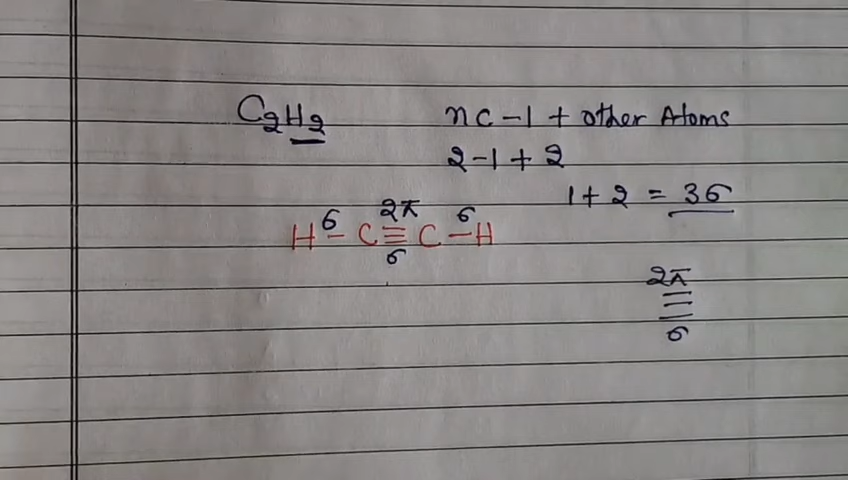 C₂H₂ nc-1 + other Atoms
2-1+2
1+2 = 3σ
σ 2π σ
H-C≡C-H
σ
2π
≡
σ